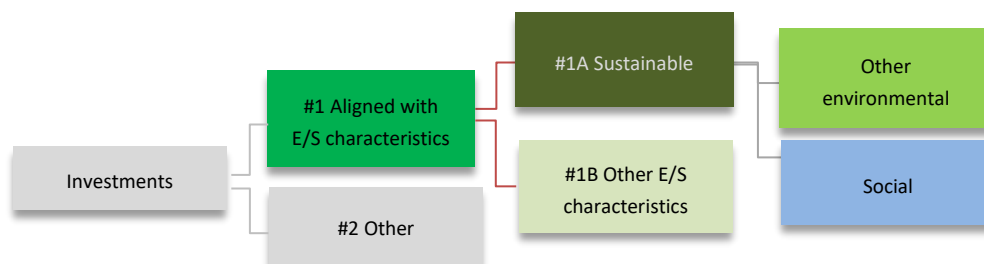 Investments
#1 Aligned with
E/S characteristics
#2 Other
#1A Sustainable
#1B Other E/S
characteristics
Other
environmental
Social